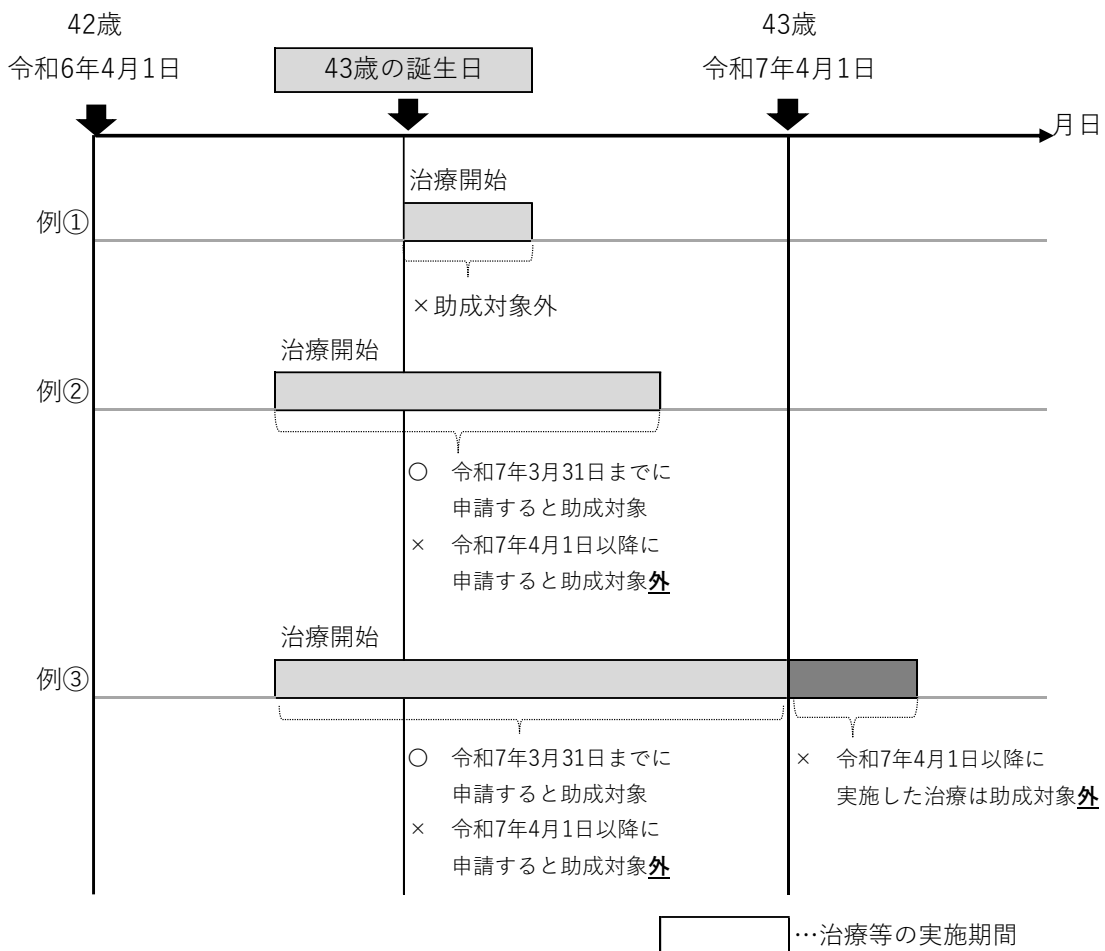 42歳
令和6年4月1日
43歳の誕生日
43歳
令和7年4月1日
月日
治療開始
例①
×助成対象外
治療開始
例②
○ 令和7年3月31日までに
申請すると助成対象
× 令和7年4月1日以降に
申請すると助成対象外
治療開始
例③
○ 令和7年3月31日までに
申請すると助成対象
× 令和7年4月1日以降に
申請すると助成対象外
× 令和7年4月1日以降に
実施した治療は助成対象外
…治療等の実施期間